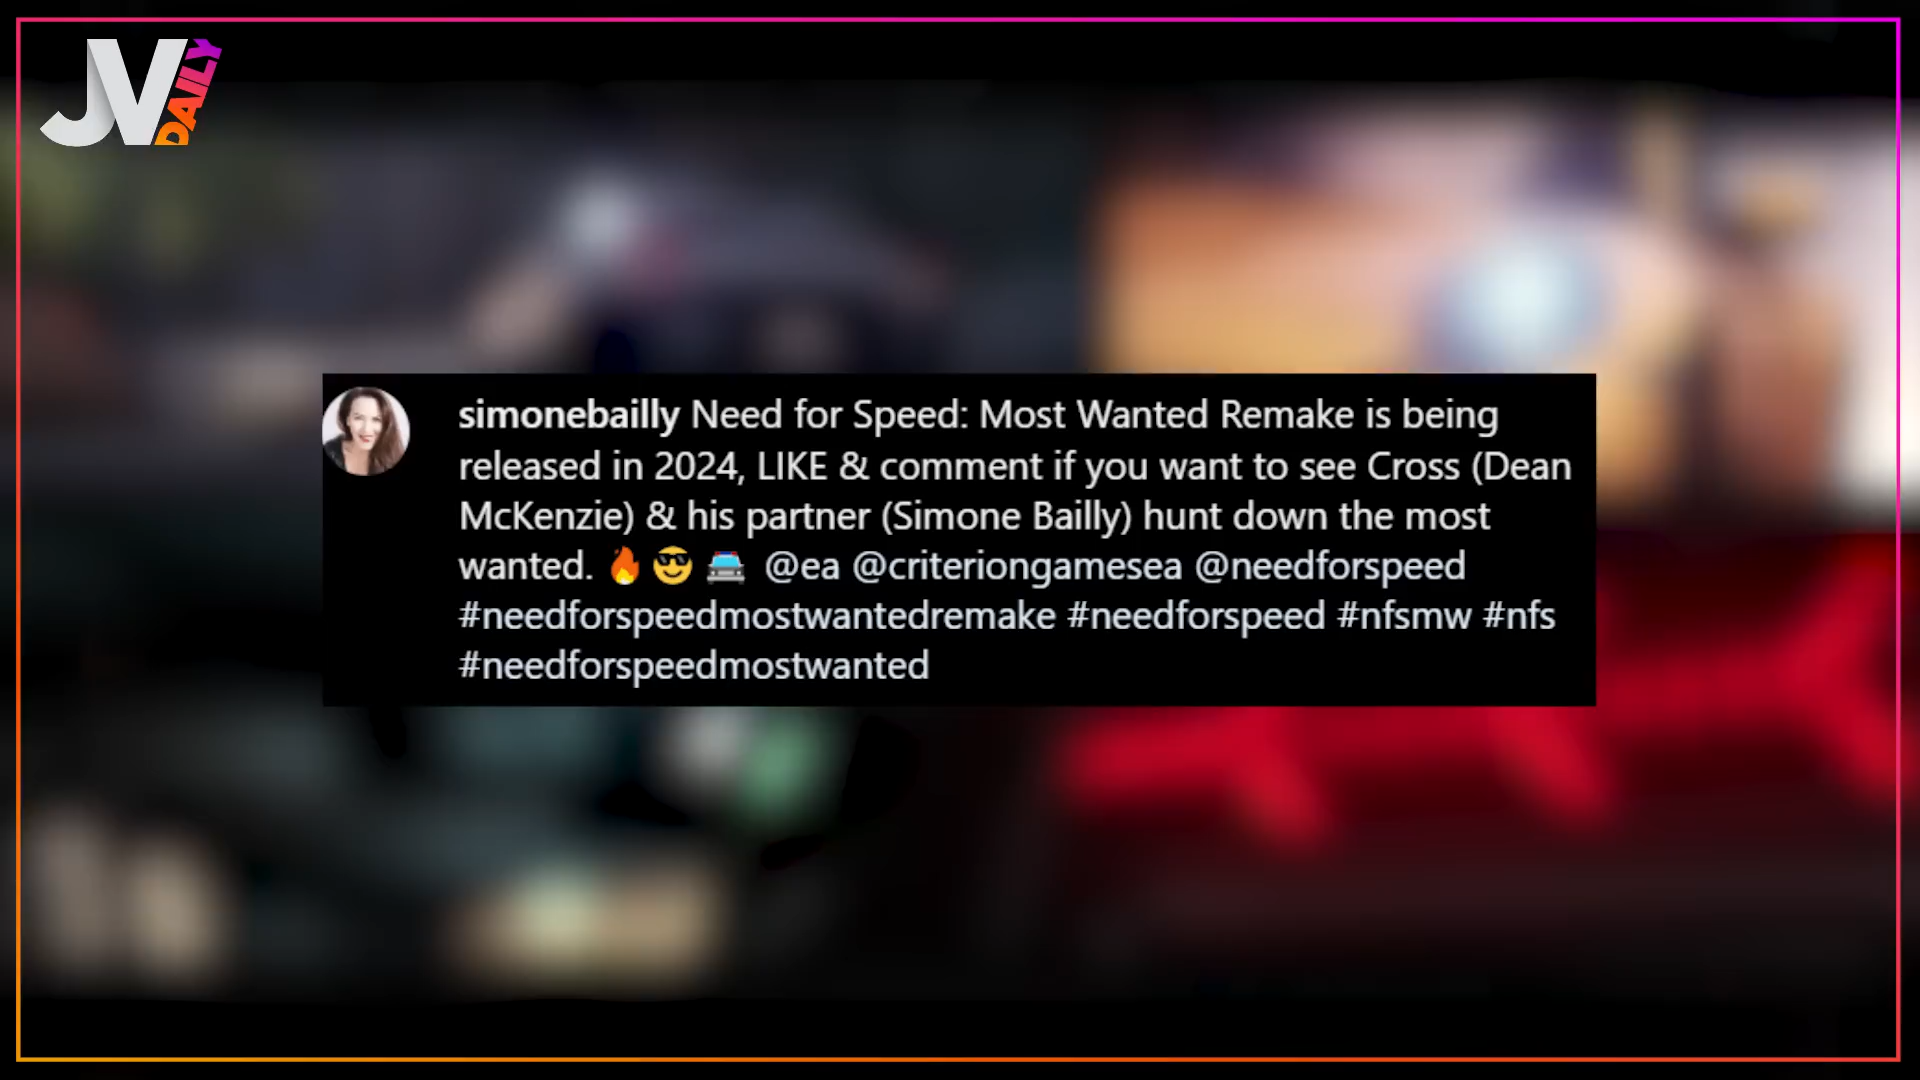 JV DAILY
simonebailly Need for Speed: Most Wanted Remake is being
released in 2024, LIKE & comment if you want to see Cross (Dean
McKenzie) & his partner (Simone Bailly) hunt down the most
wanted. 🔥😎🚔 @ea @criteriongamesea @needforspeed
#needforspeedmostwantedremake #needforspeed #nfsmw #nfs
#needforspeedmostwanted